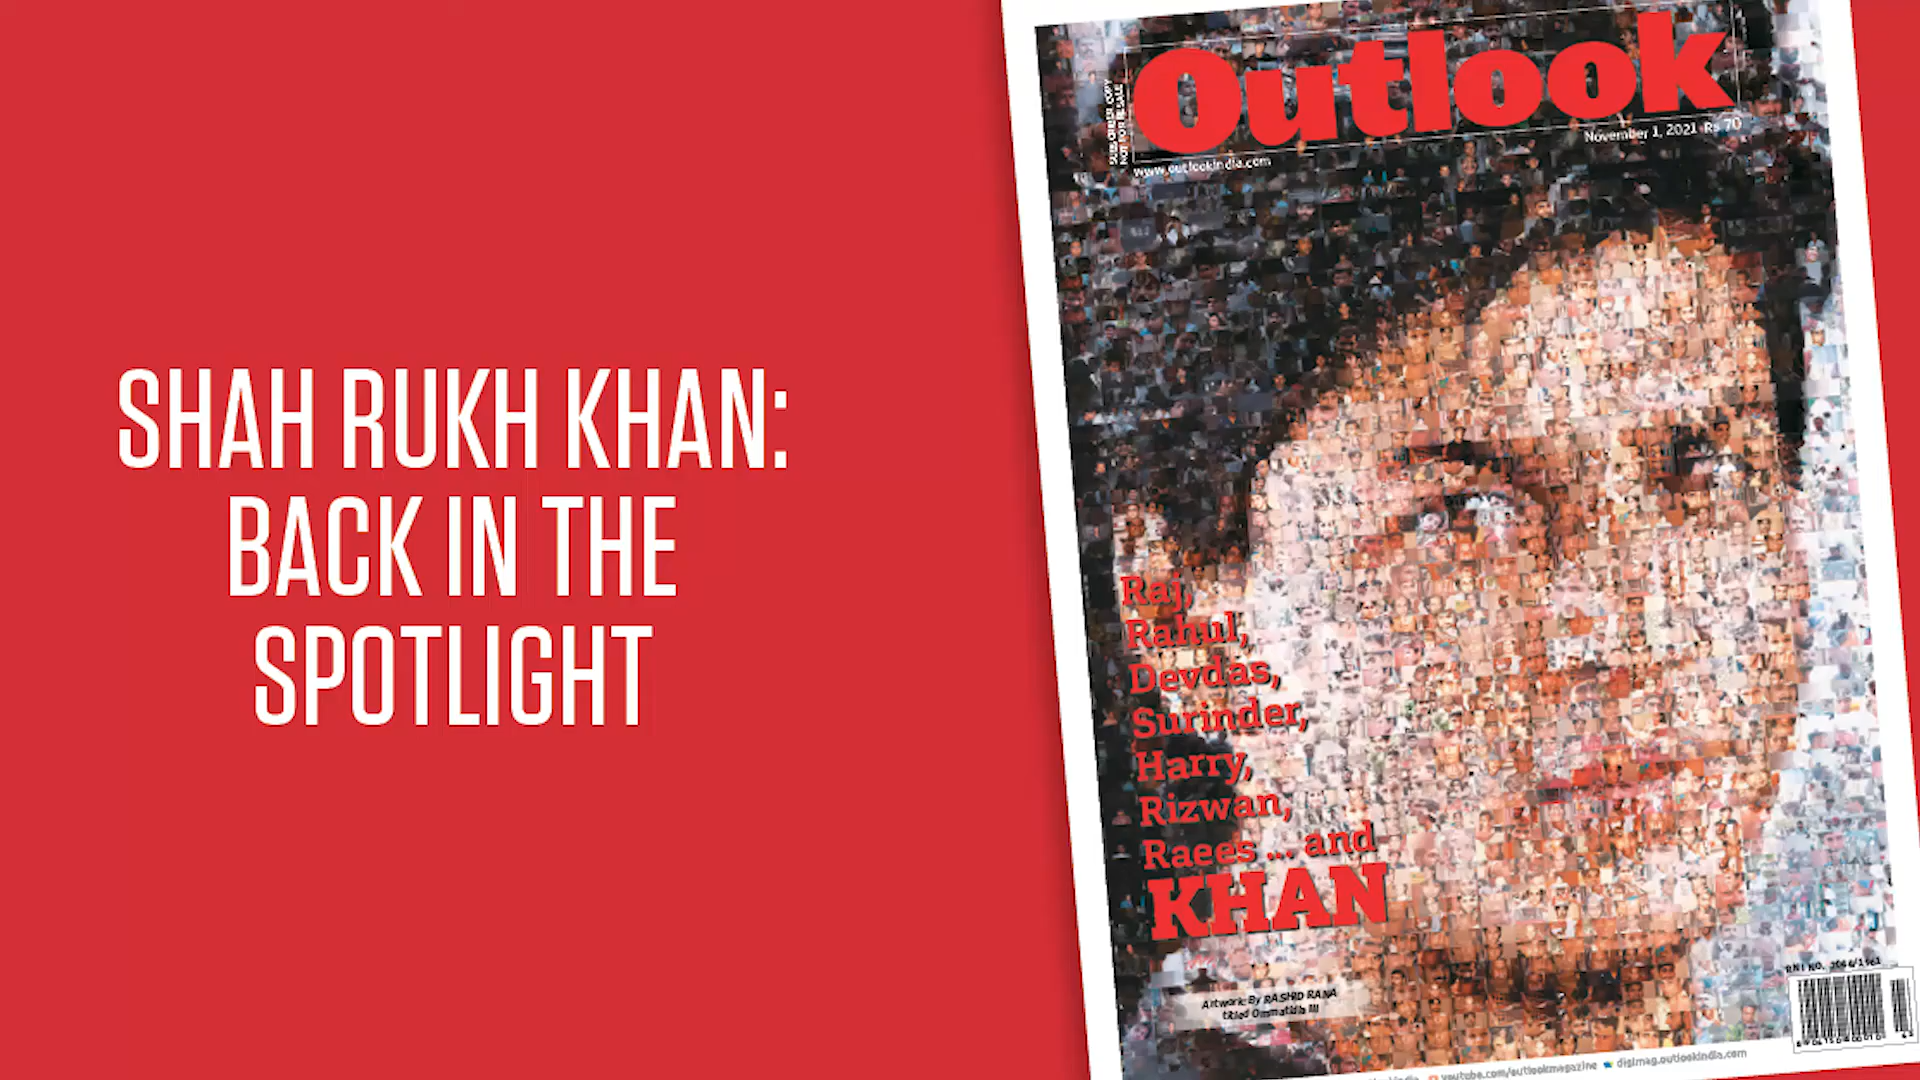 SHAH RUKH KHAN:
BACK IN THE
SPOTLIGHT
Outlook
SUBSCRIBER COPY
NOT FOR RESALE
November 1, 2021 Rs 70
www.outlookindia.com
Raj,
Rahul,
Devdas,
Surinder,
Harry,
Rizwan,
Raees ... and
KHAN
Artwork: By RASHID RANA
titled Ommatidia III
RNI NO.
youtube.com/outlookmagazine digimag.outlookindia.com